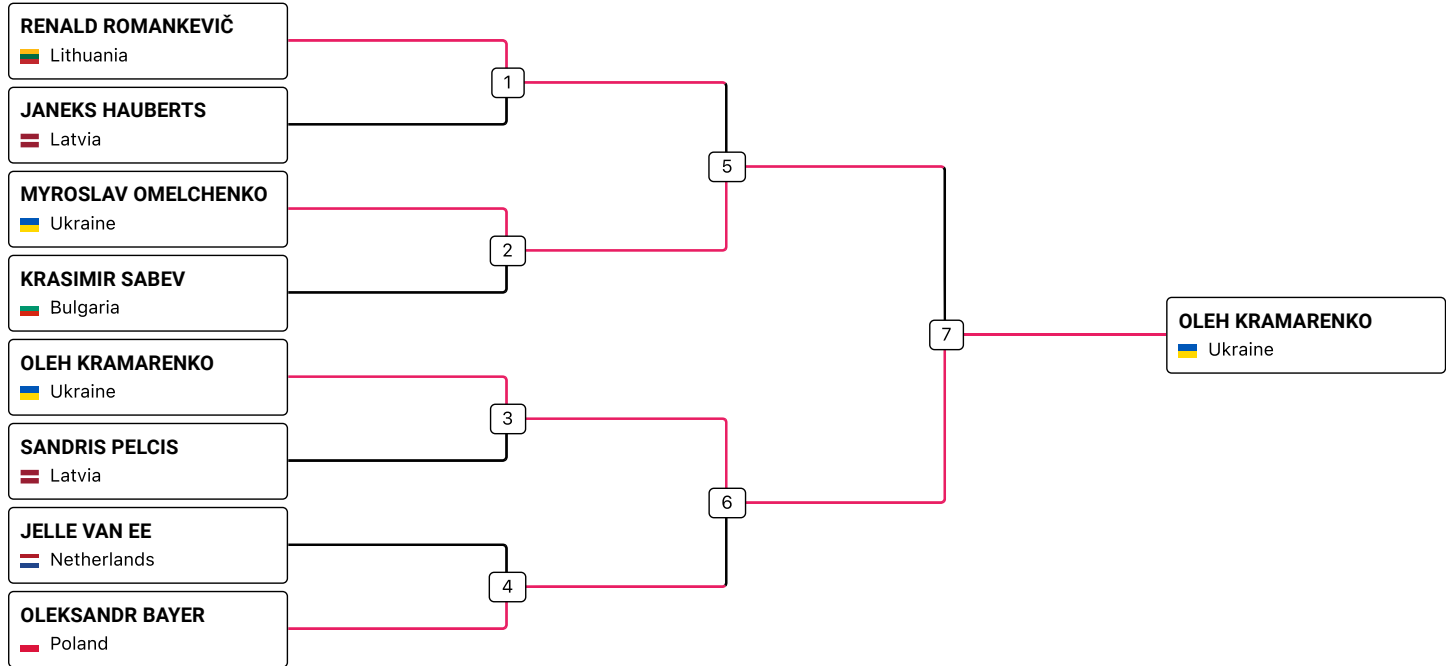 RENALD ROMANKEVIČ
Lithuania
JANEKS HAUBERTS
Latvia
MYROSLAV OMELCHENKO
Ukraine
KRASIMIR SABEV
Bulgaria
OLEH KRAMARENKO
Ukraine
SANDRIS PELCIS
Latvia
JELLE VAN EE
Netherlands
OLEKSANDR BAYER
Poland
1
2
3
4
5
6
7
OLEH KRAMARENKO
Ukraine